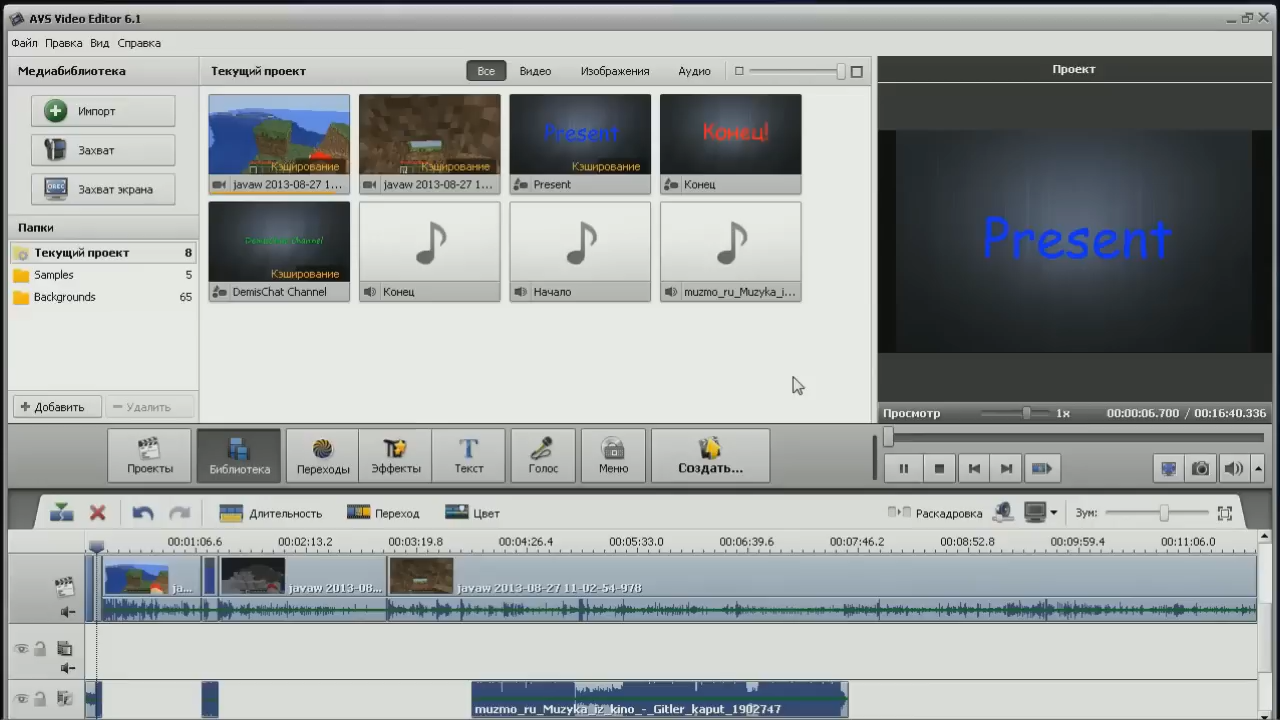 AVS Video Editor 6.1
Файл Правка Вид Справка
Медиабиблиотека
Текущий проект
Все
Видео
Изображения
Аудио
Проект
Импорт
Захват
Захват экрана
Кэширование
javaw 2013-08-27 1...
Кэширование
javaw 2013-08-27 1...
Present
Кэширование
Present
Конец!
Конец
Папки
Текущий проект 8
Samples 5
Backgrounds 65
DemisChat Channel
Кэширование
DemisChat Channel
Конец
Начало
muzmo_ru_Muzyka_i...
Present
Добавить
Удалить
Просмотр
1x
00:00:06.700 / 00:16:40.336
Проекты
Библиотека
Переходы
Эффекты
Текст
Голос
Меню
Создать...
Длительность
Переход
Цвет
Раскадровка
Зум:
00:01:06.6 00:02:13.2 00:03:19.8 00:04:26.4 00:05:33.0 00:06:39.6 00:07:46.2 00:08:52.8 00:09:59.4 00:11:06.0
ja...
javaw 2013-08...
javaw 2013-08-27 11-02-54-978
muzmo_ru_Muzyka_iz_kino_-_Gitler_kaput_1902747